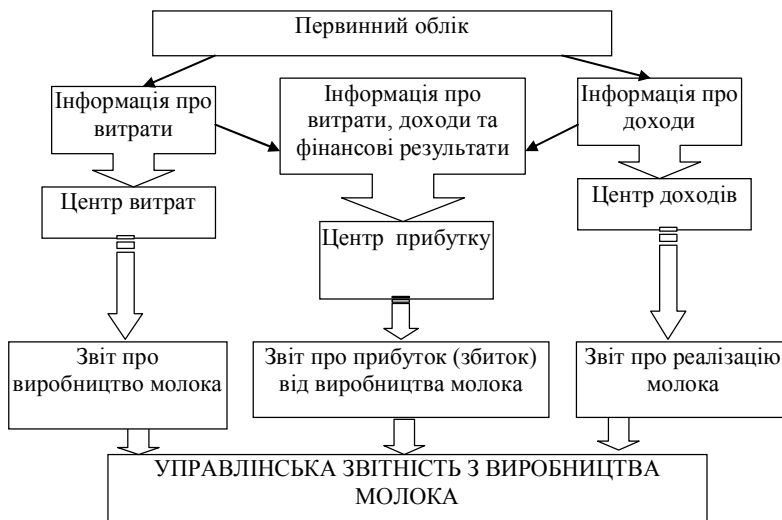 Первинний облік
Інформація про
витрати
Інформація про
витрати, доходи та
фінансові результати
Інформація про
доходи
Центр витрат
Центр прибутку
Центр доходів
Звіт про
виробництво молока
Звіт про прибуток (збиток)
від виробництва молока
Звіт про реалізацію
молока
УПРАВЛІНСЬКА ЗВІТНІСТЬ З ВИРОБНИЦТВА
МОЛОКА